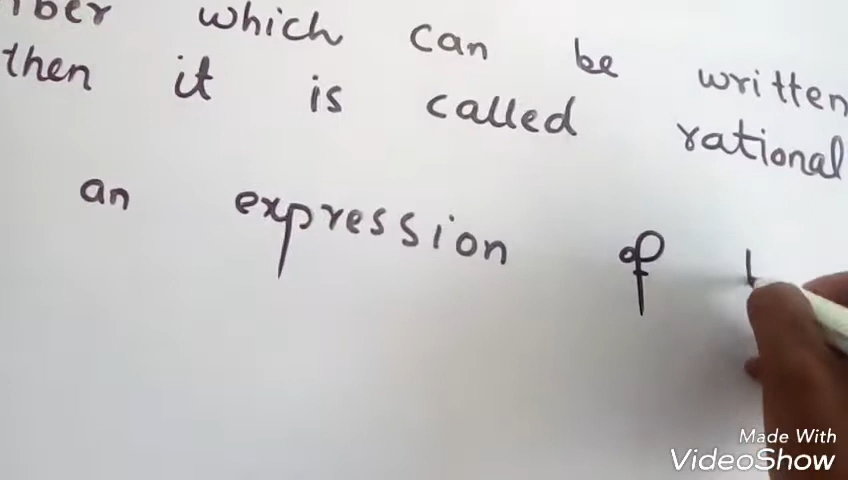 which can be written
then it is called rational
an expression of
Made With
VideoShow